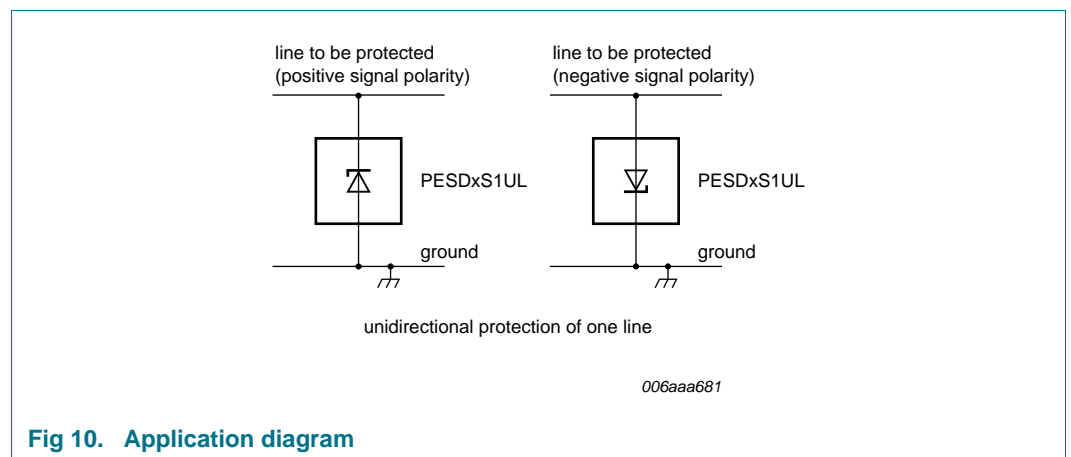 line to be protected
(positive signal polarity)
PESDxS1UL
ground
line to be protected
(negative signal polarity)
PESDxS1UL
ground
unidirectional protection of one line
006aaa681
Fig 10. Application diagram